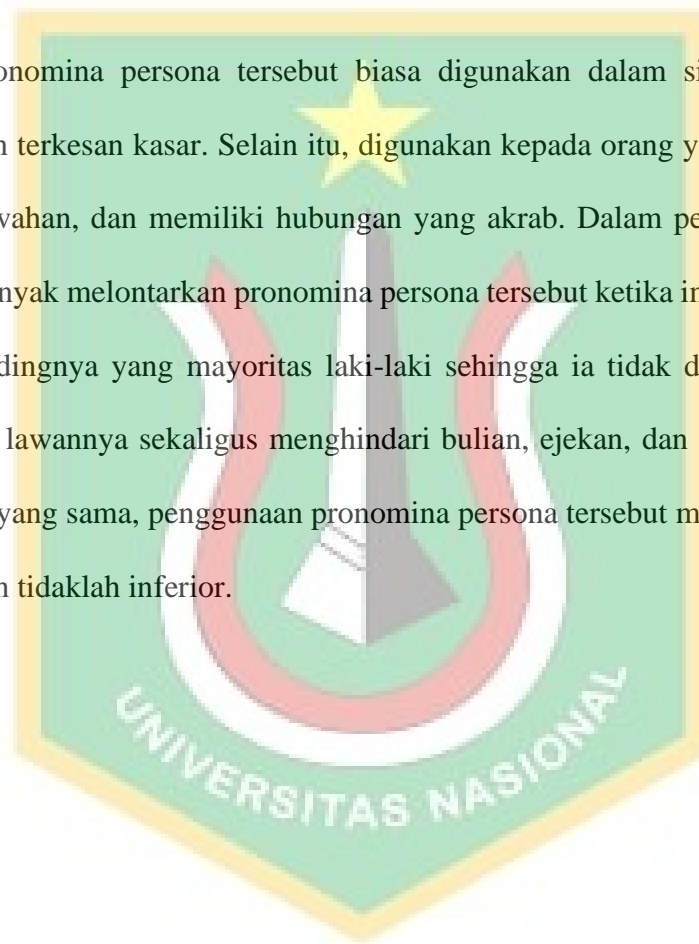 onomina persona tersebut biasa digunakan dalam si
n terkesan kasar. Selain itu, digunakan kepada orang y
wahan, dan memiliki hubungan yang akrab. Dalam pe
nyak melontarkan pronomina persona tersebut ketika in
dingnya yang mayoritas laki-laki sehingga ia tidak d
lawannya sekaligus menghindari bulian, ejekan, dan
yang sama, penggunaan pronomina persona tersebut m
n tidaklah inferior.
UNIVERSITAS NASIONAL